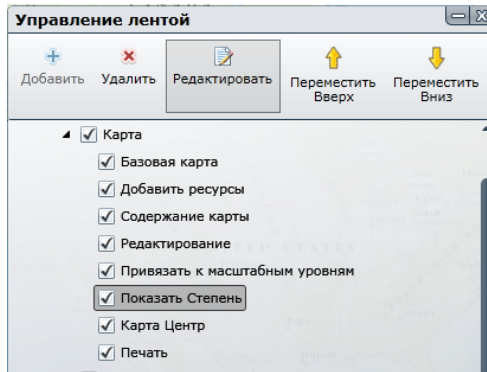 Управление лентой
Добавить
Удалить
Редактировать
Переместить
Вверх
Переместить
Вниз
Карта
Базовая карта
Добавить ресурсы
Содержание карты
Редактирование
Привязать к масштабным уровням
Показать Степень
Карта Центр
Печать